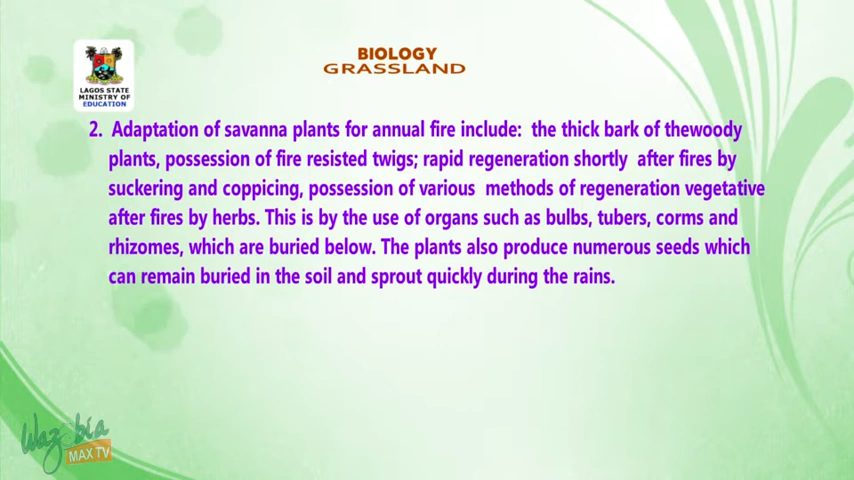 BIOLOGY
GRASSLAND
LAGOS STATE
MINISTRY OF
EDUCATION
2. Adaptation of savanna plants for annual fire include: the thick bark of thewoody
plants, possession of fire resisted twigs; rapid regeneration shortly after fires by
suckering and coppicing, possession of various methods of regeneration vegetative
after fires by herbs. This is by the use of organs such as bulbs, tubers, corms and
rhizomes, which are buried below. The plants also produce numerous seeds which
can remain buried in the soil and sprout quickly during the rains.
Wazobia
MAX TV